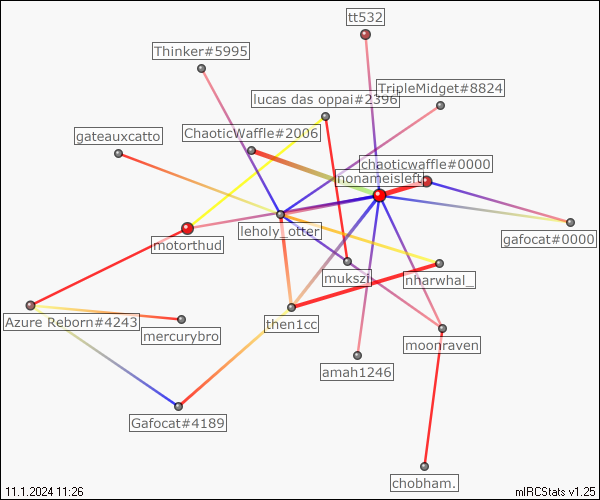 tt532
Thinker#5995
TripleMidget#8824
lucas das oppai#2396
ChaoticWaffle#2006
gateauxcatto
chaoticwaffle#0000
nonameisleft
leholy_otter
gafocat#0000
motorthud
mukszi
nharwhal_
Azure Reborn#4243
then1cc
mercurybro
moonraven
amah1246
Gafocat#4189
chobham.
11.1.2024 11:26
mIRCStats v1.25